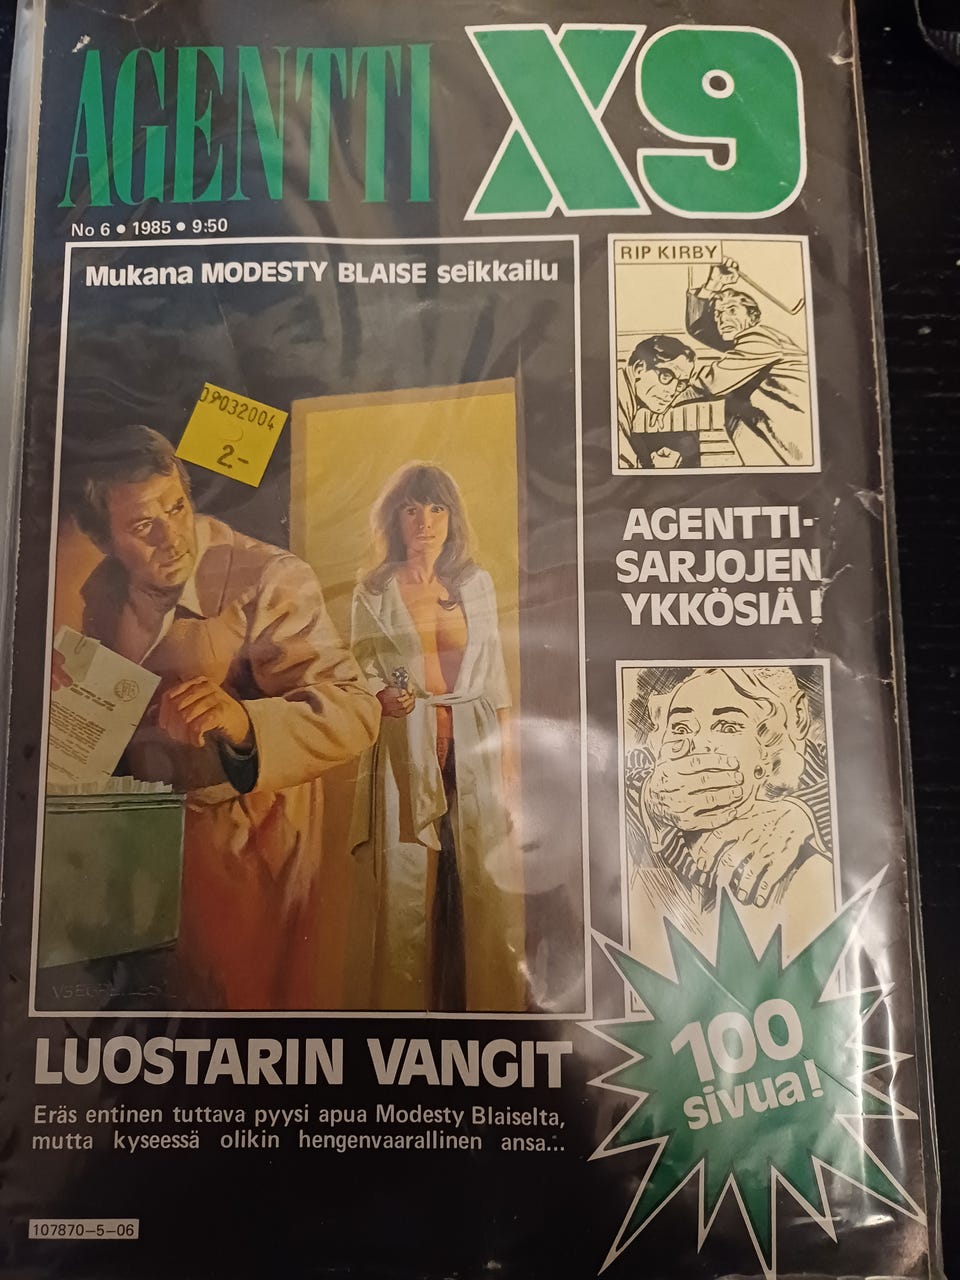 AGENTTI X9
No 6 • 1985 • 9:50
Mukana MODESTY BLAISE seikkailu
RIP KIRBY
09032004
2-
AGENTTI-
SARJOJEN
YKKÖSIÄ!
LUOSTARIN VANGIT
Eräs entinen tuttava pyysi apua Modesty Blaiselta,
mutta kyseessä olikin hengenvaarallinen ansa...
100
sivua!
107870-5-06